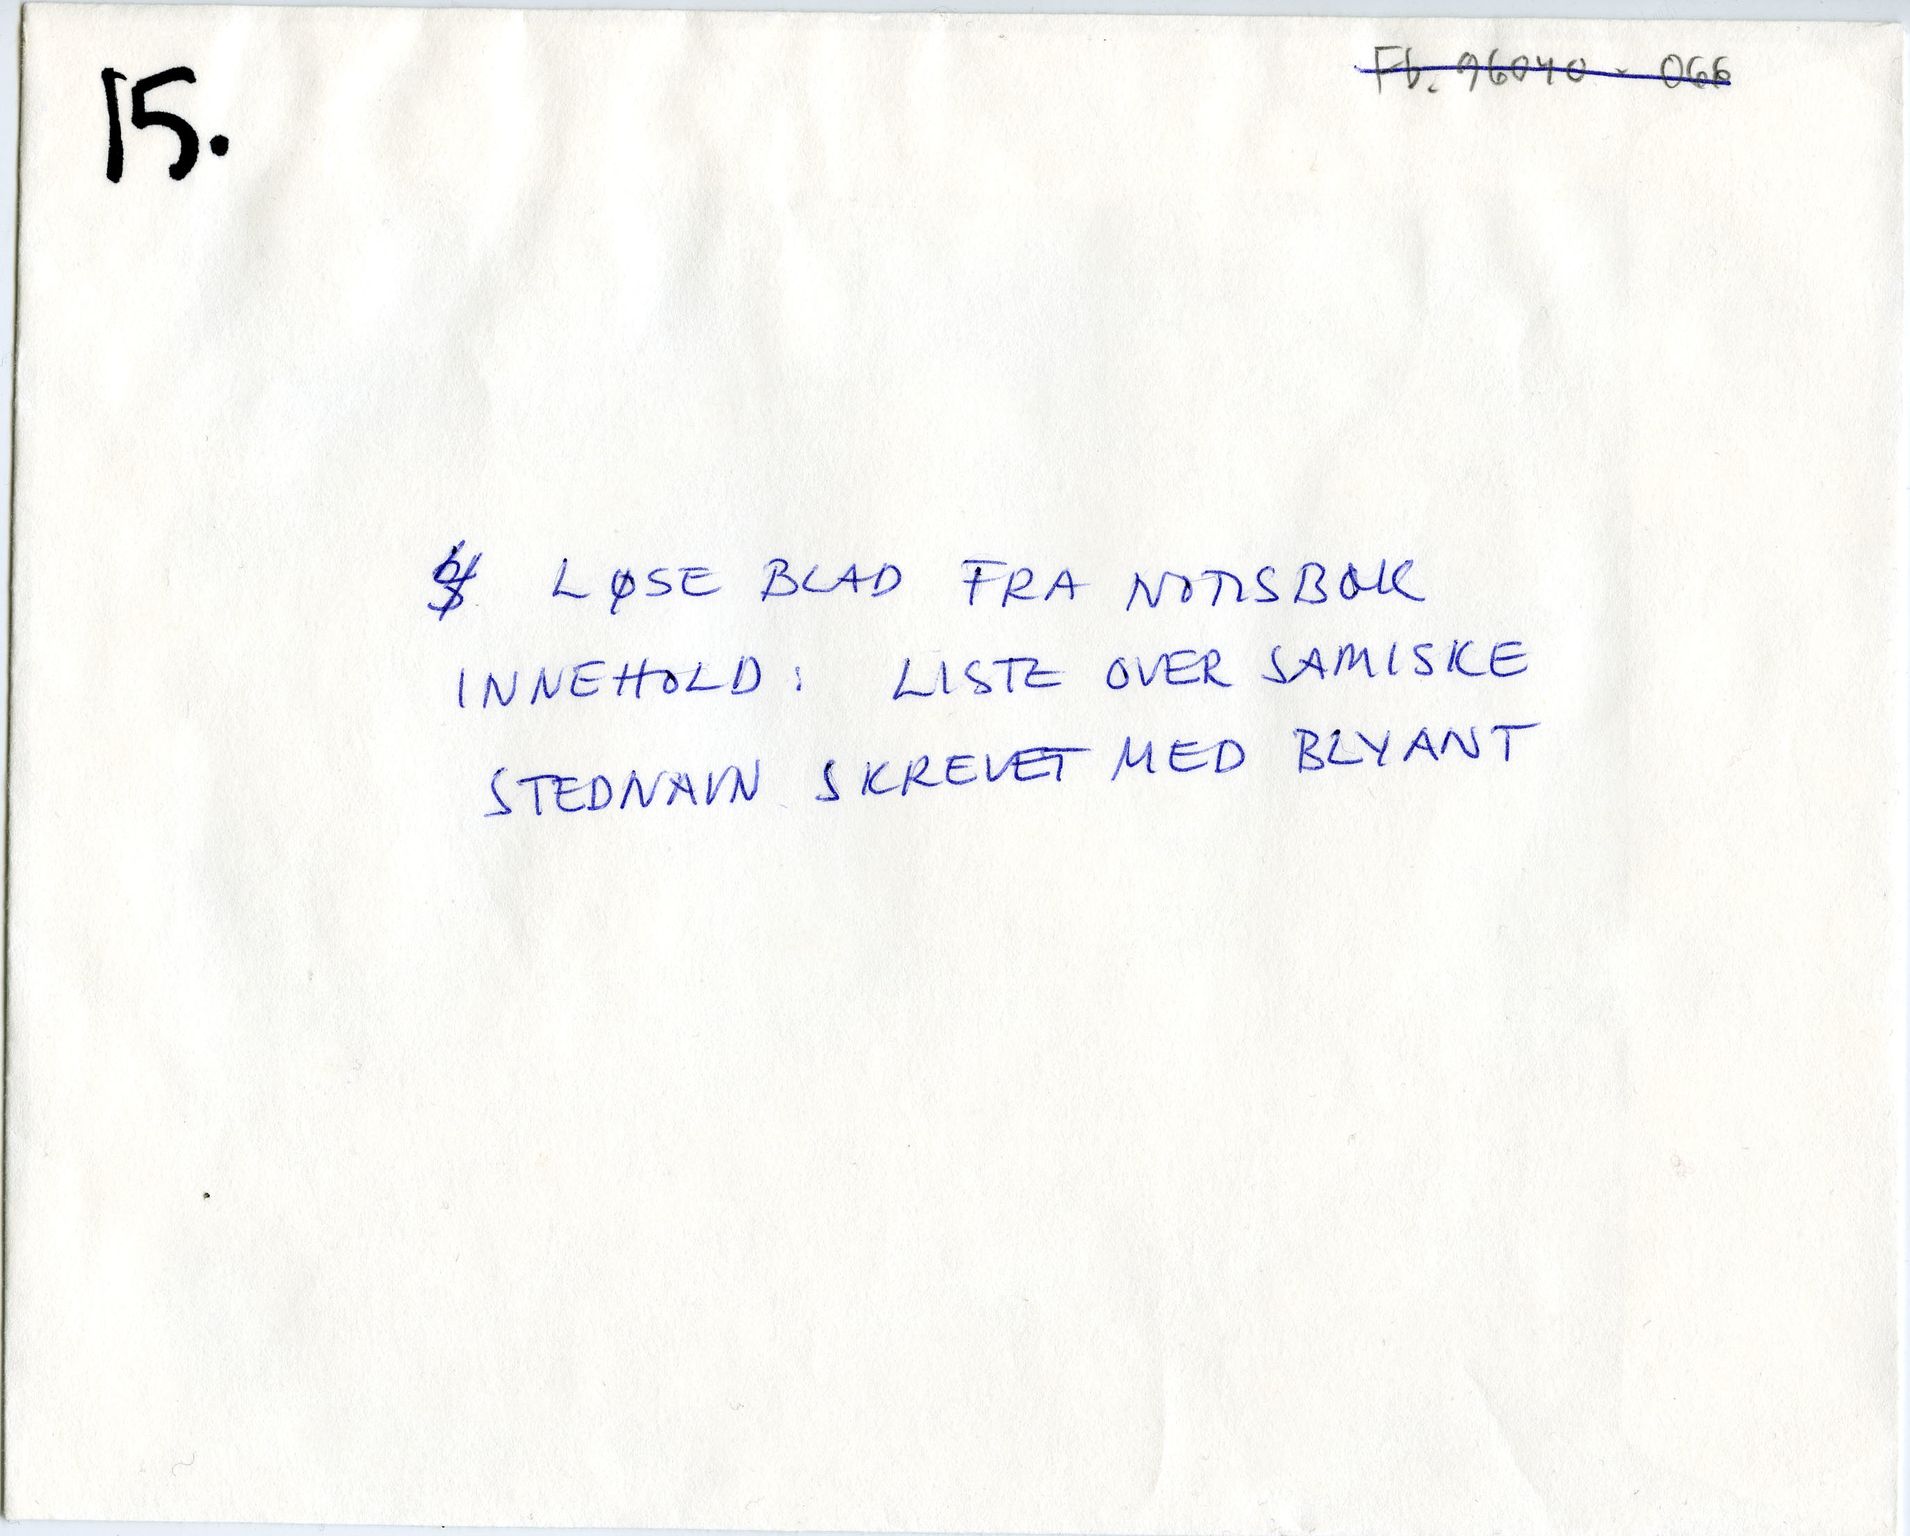 15.
Fb. 96040 - 066
LØSE BLAD FRA NOTISBOK
INNEHOLD: LISTE OVER SAMISKE
STEDNAVN SKREVET MED BLYANT